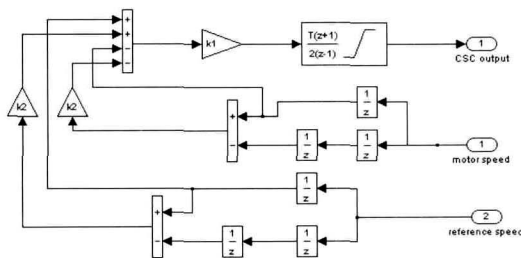 +
+
−
−
k1
T(z+1)
2(z-1)
1
CSC output
k2
k2
+
−
1
z
1
z
1
z
1
motor speed
+
−
1
z
1
z
1
z
2
reference speed